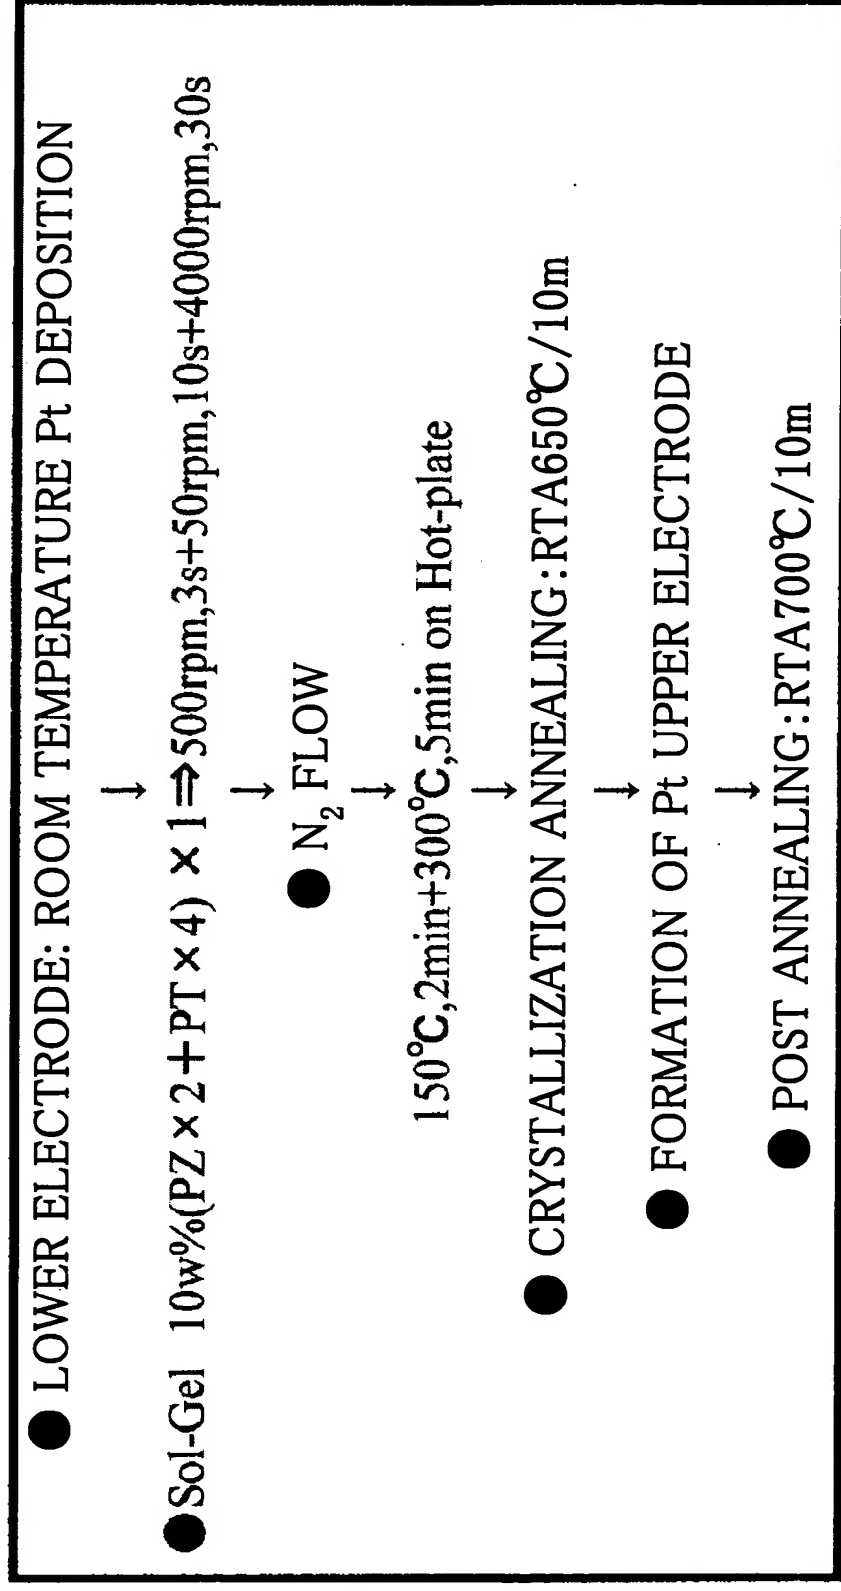 ● LOWER ELECTRODE: ROOM TEMPERATURE Pt DEPOSITION
↓
● Sol-Gel 10w%(PZ×2+PT×4) ×1⇒500rpm,3s+50rpm,10s+4000rpm,30s
↓
● N₂ FLOW
↓
150℃,2min+300℃,5min on Hot-plate
↓
● CRYSTALLIZATION ANNEALING:RTA650℃/10m
↓
● FORMATION OF Pt UPPER ELECTRODE
↓
● POST ANNEALING:RTA700℃/10m